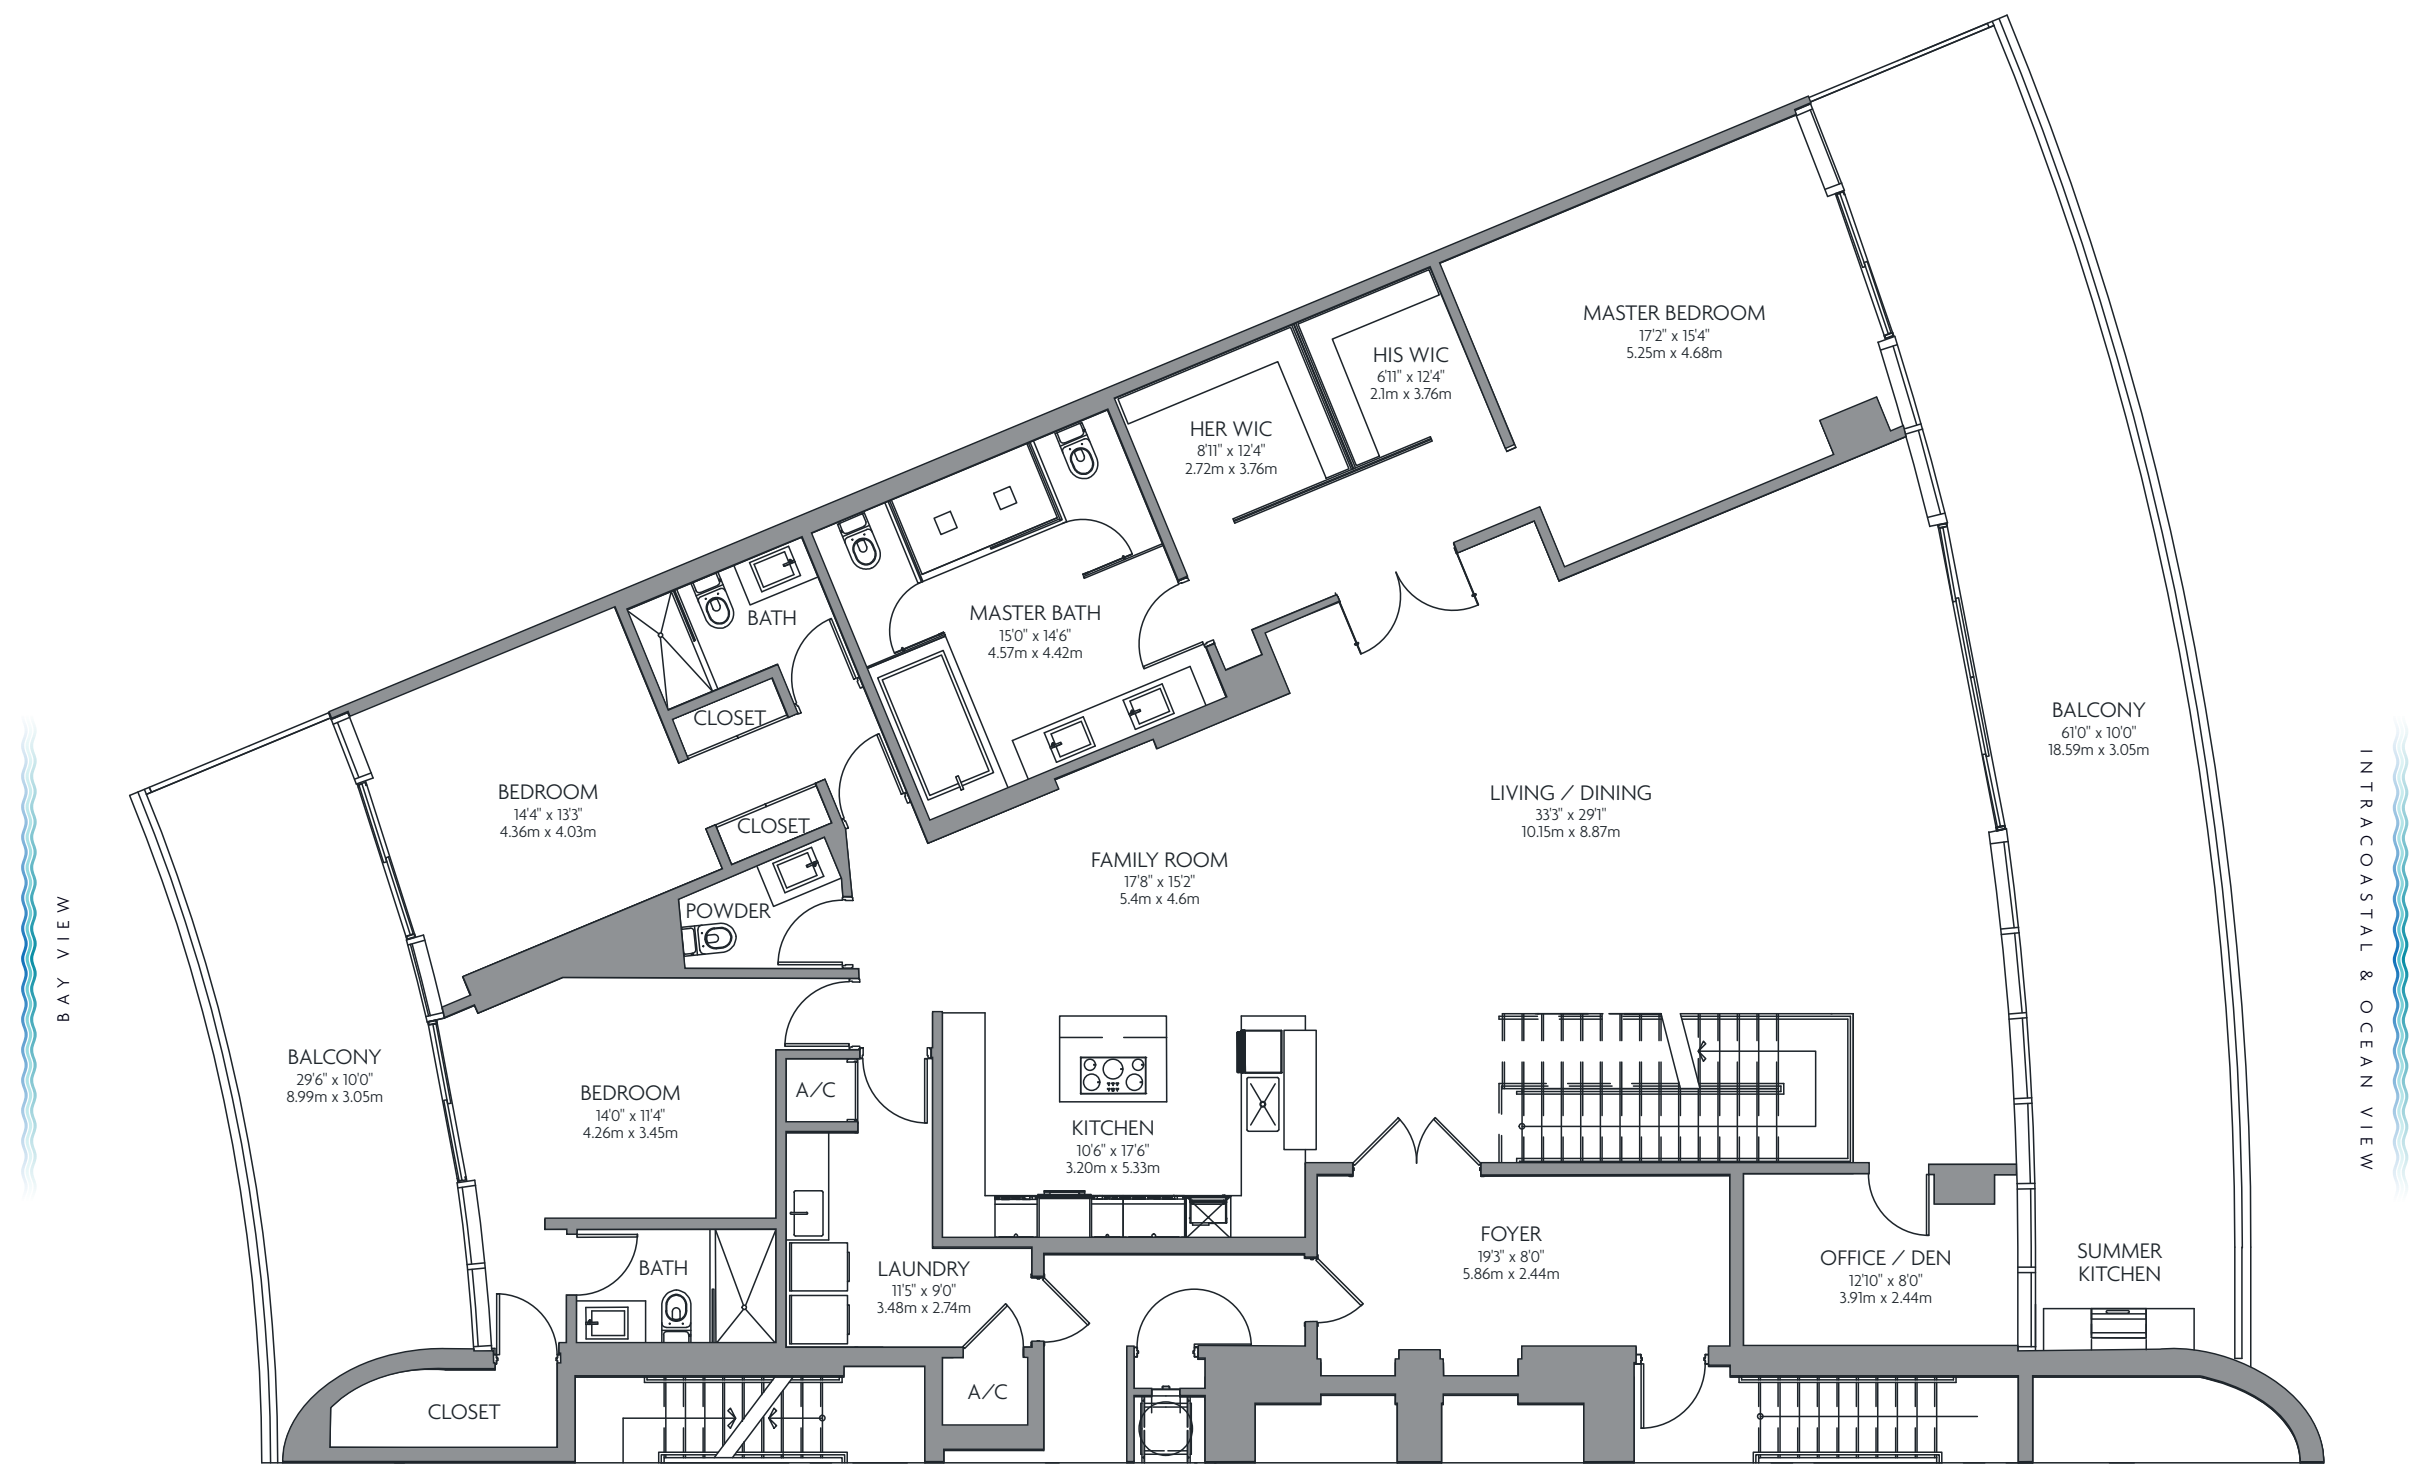 MASTER BEDROOM
17'2" x 15'4"
5.25m x 4.68m
HIS WIC
6'11" x 12'4"
2.1m x 3.76m
HER WIC
8'11" x 12'4"
2.72m x 3.76m
MASTER BATH
15'0" x 14'6"
4.57m x 4.42m
BATH
CLOSET
BEDROOM
14'4" x 13'3"
4.36m x 4.03m
CLOSET
POWDER
FAMILY ROOM
17'8" x 15'2"
5.4m x 4.6m
LIVING / DINING
33'3" x 29'1"
10.15m x 8.87m
BALCONY
61'0" x 10'0"
18.59m x 3.05m
INTRACOASTAL & OCEAN VIEW
BAY VIEW
BALCONY
29'6" x 10'0"
8.99m x 3.05m
BEDROOM
14'0" x 11'4"
4.26m x 3.45m
A/C
KITCHEN
10'6" x 17'6"
3.20m x 5.33m
BATH
LAUNDRY
11'5" x 9'0"
3.48m x 2.74m
FOYER
19'3" x 8'0"
5.86m x 2.44m
OFFICE / DEN
12'10" x 8'0"
3.91m x 2.44m
SUMMER
KITCHEN
CLOSET
A/C